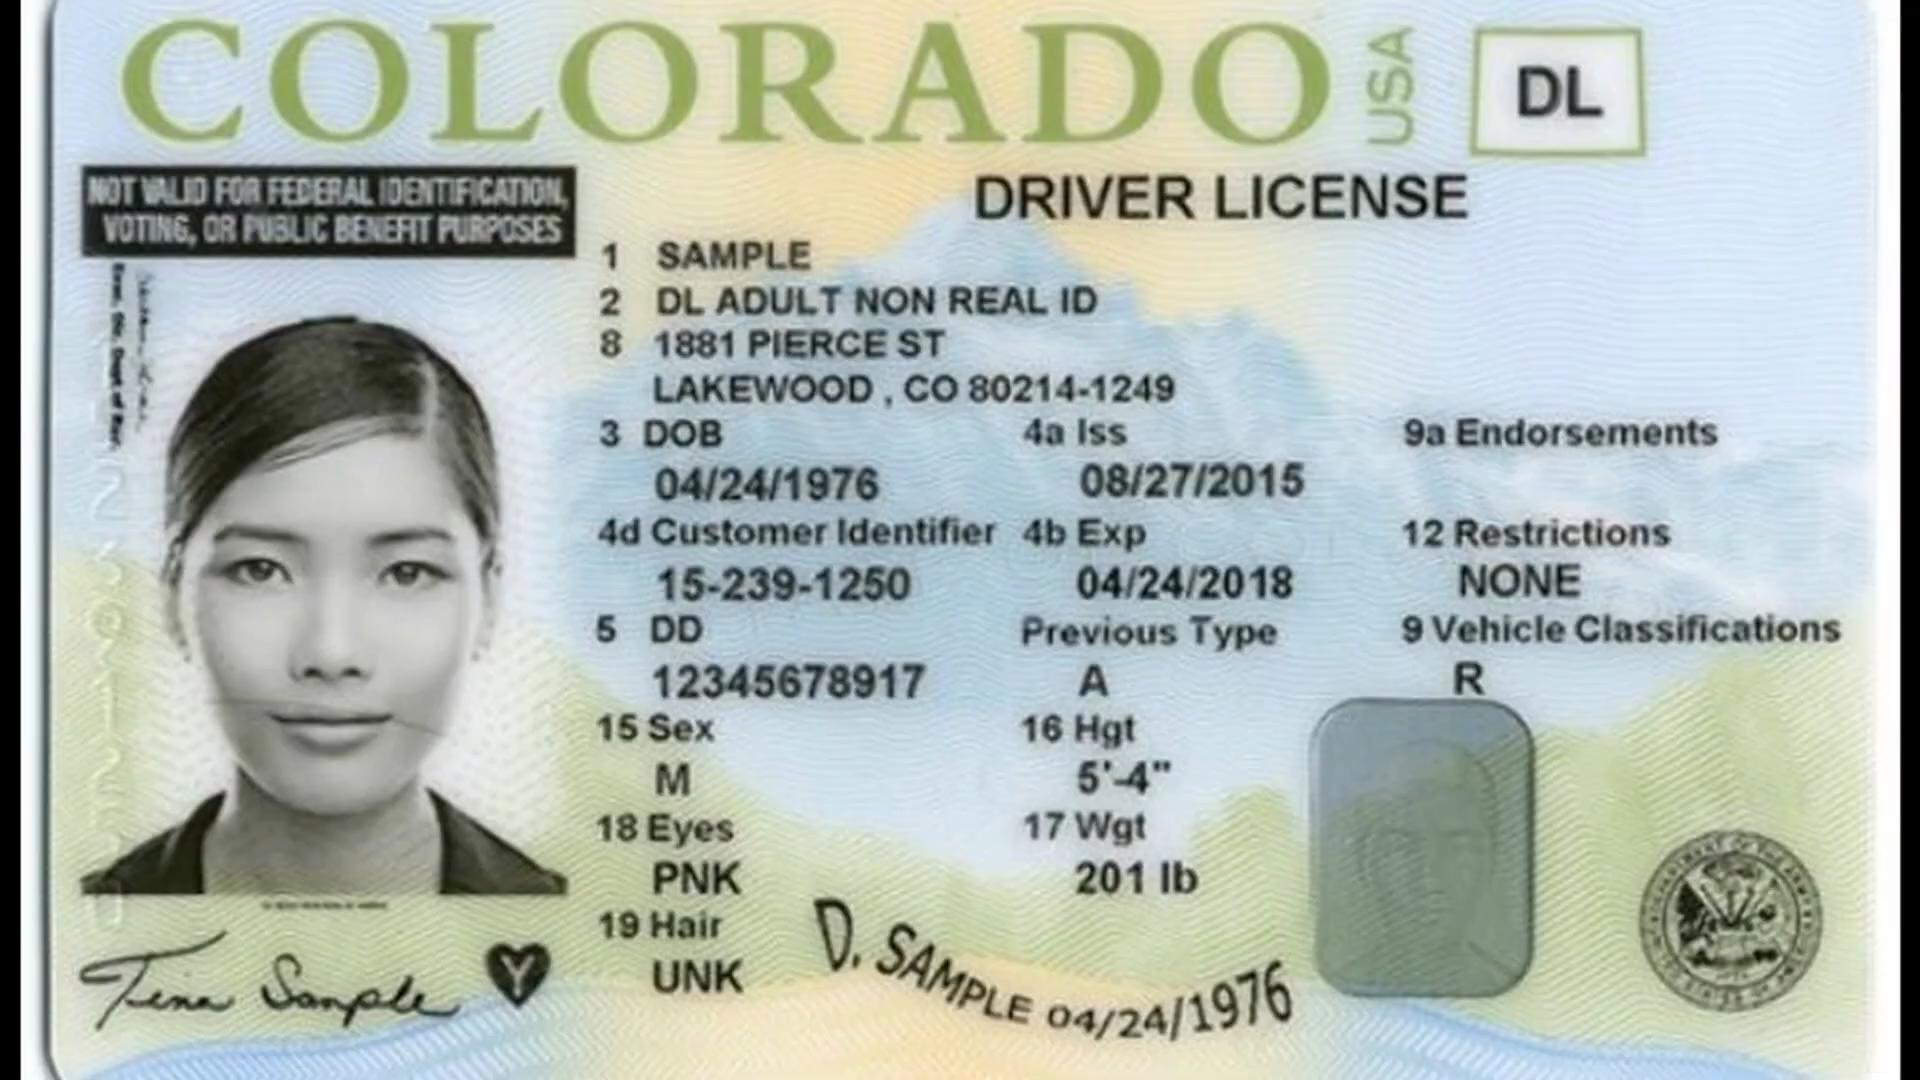 COLORADO
USA
DL
NOT VALID FOR FEDERAL IDENTIFICATION,
VOTING, OR PUBLIC BENEFIT PURPOSES
DRIVER LICENSE
1 SAMPLE
2 DL ADULT NON REAL ID
8 1881 PIERCE ST
LAKEWOOD , CO 80214-1249
3 DOB 4a Iss 9a Endorsements
04/24/1976 08/27/2015
4d Customer Identifier 4b Exp 12 Restrictions
15-239-1250 04/24/2018 NONE
5 DD Previous Type 9 Vehicle Classifications
12345678917 A R
15 Sex 16 Hgt
M 5'-4"
18 Eyes 17 Wgt
PNK 201 lb
19 Hair
UNK
D. SAMPLE 04/24/1976
Tina Sample
Y